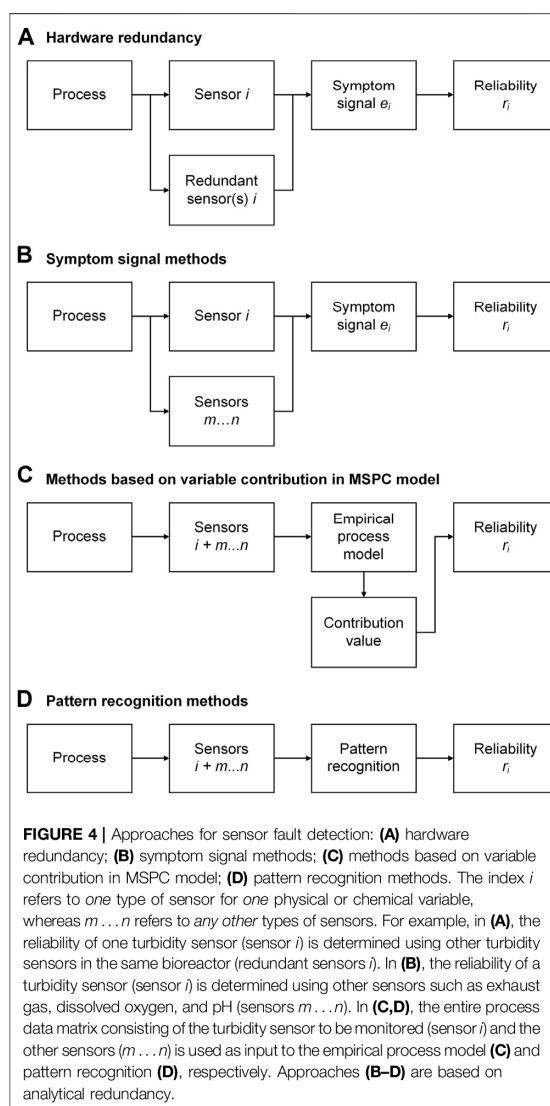 A Hardware redundancy
Process
Sensor i
Symptom
signal eᵢ
Reliability
rᵢ
Redundant
sensor(s) i
B Symptom signal methods
Process
Sensor i
Symptom
signal eᵢ
Reliability
rᵢ
Sensors
m…n
C Methods based on variable contribution in MSPC model
Process
Sensors
i + m...n
Empirical
process
model
Reliability
rᵢ
Contribution
value
D Pattern recognition methods
Process
Sensors
i + m...n
Pattern
recognition
Reliability
rᵢ
FIGURE 4 | Approaches for sensor fault detection: (A) hardware
redundancy; (B) symptom signal methods; (C) methods based on variable
contribution in MSPC model; (D) pattern recognition methods. The index i
refers to one type of sensor for one physical or chemical variable,
whereas m . . . n refers to any other types of sensors. For example, in (A), the
reliability of one turbidity sensor (sensor i) is determined using other turbidity
sensors in the same bioreactor (redundant sensors i). In (B), the reliability of a
turbidity sensor (sensor i) is determined using other sensors such as exhaust
gas, dissolved oxygen, and pH (sensors m . . . n). In (C,D), the entire process
data matrix consisting of the turbidity sensor to be monitored (sensor i) and the
other sensors (m . . . n) is used as input to the empirical process model (C) and
pattern recognition (D), respectively. Approaches (B–D) are based on
analytical redundancy.